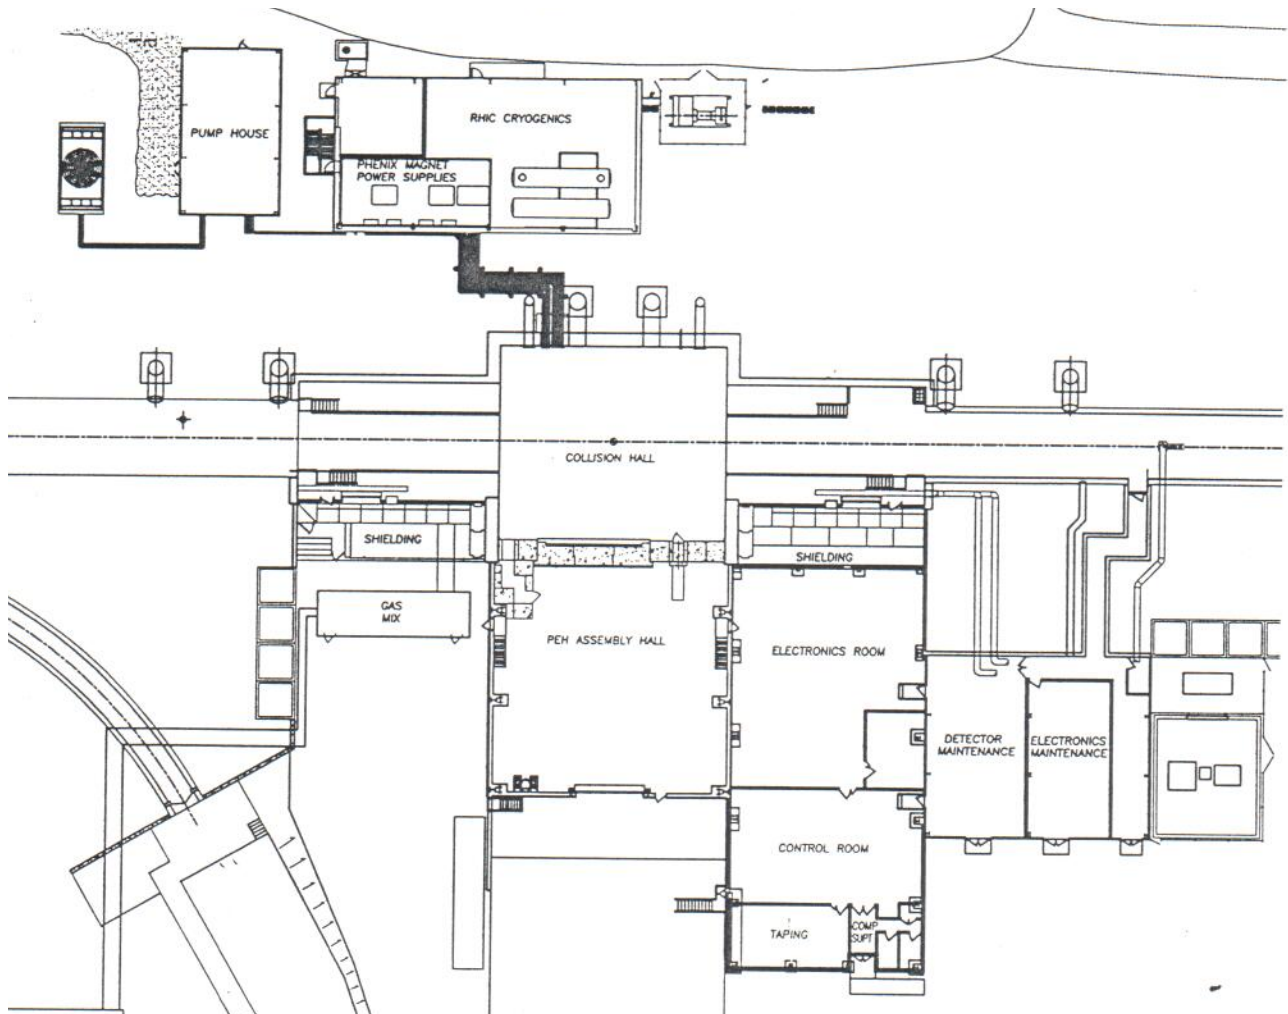 PUMP HOUSE
RHIC CRYOGENICS
PHENIX MAGNET
POWER SUPPLIES
COLLISION HALL
SHIELDING
SHIELDING
GAS
MIX
PEH ASSEMBLY HALL
ELECTRONICS ROOM
DETECTOR
MAINTENANCE
ELECTRONICS
MAINTENANCE
CONTROL ROOM
TAPING
COMP
SUPT